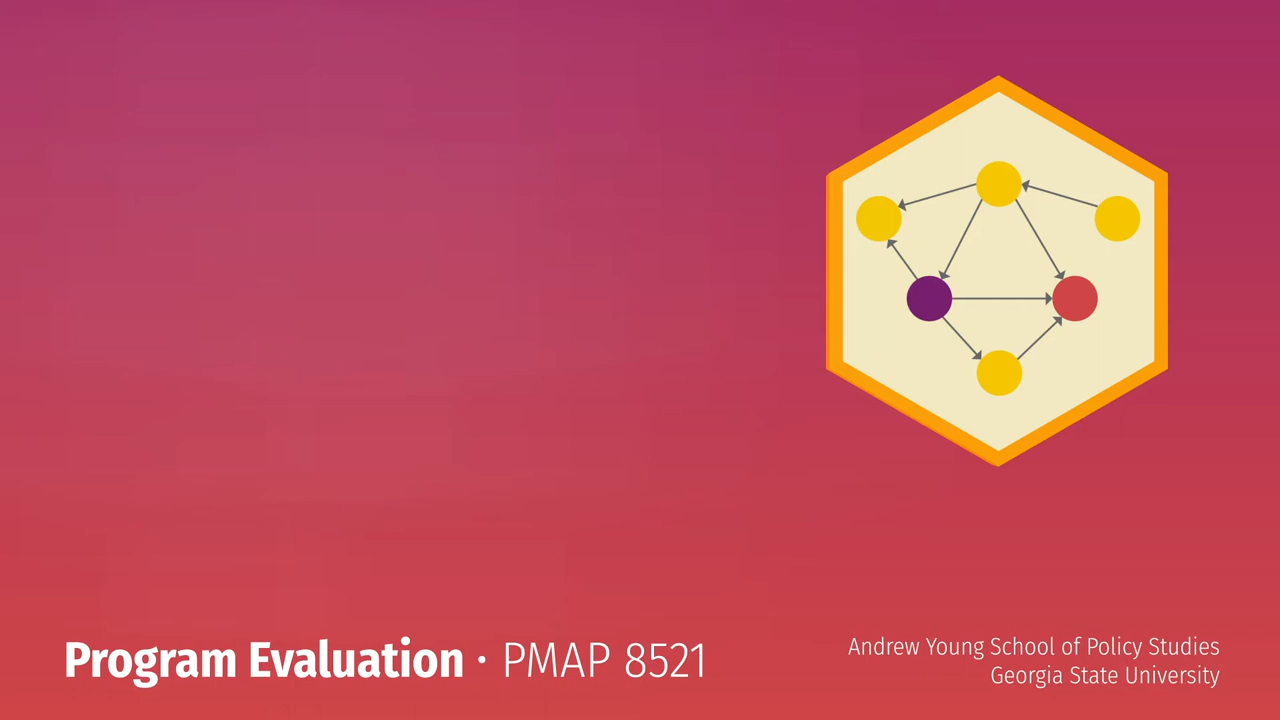 Program Evaluation · PMAP 8521
Andrew Young School of Policy Studies
Georgia State University